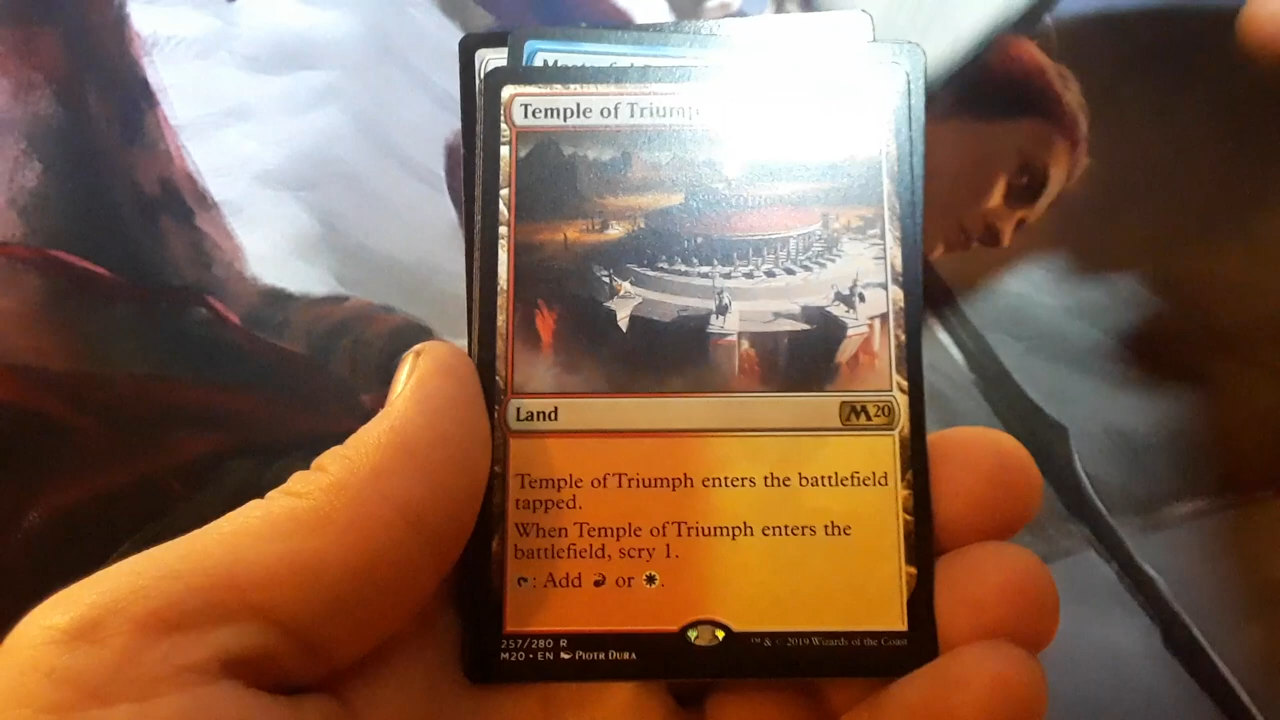 Temple of Trium
Land
M20
Temple of Triumph enters the battlefield
tapped.
When Temple of Triumph enters the
battlefield, scry 1.
: Add or .
257/280 R
M20 • EN Piotr Dura
™ & © 2019 Wizards of the Coast